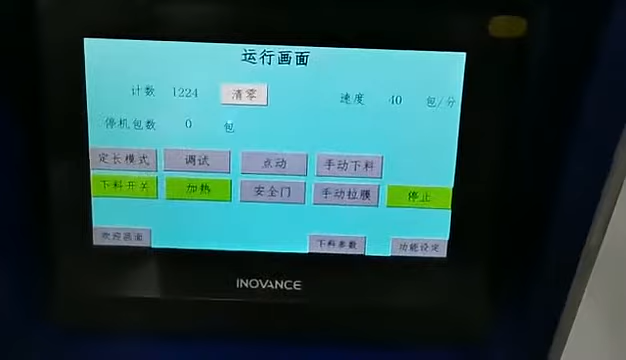 运行画面
计数 1224 清零 速度 40 包/分
停机包数 0 包
定长模式 调试 点动 手动下料
下料开关 加热 安全门 手动拉膜 停止
欢迎画面 下料参数 功能设定
INOVANCE